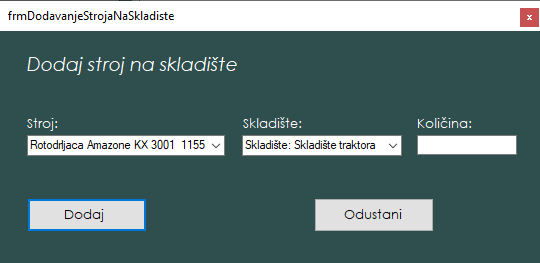 frmDodavanjeStrojaNaSkladiste
x
Dodaj stroj na skladište
Stroj: Skladište: Količina:
Rotodrljaca Amazone KX 3001 1155 Skladište: Skladište traktora
Dodaj Odustani